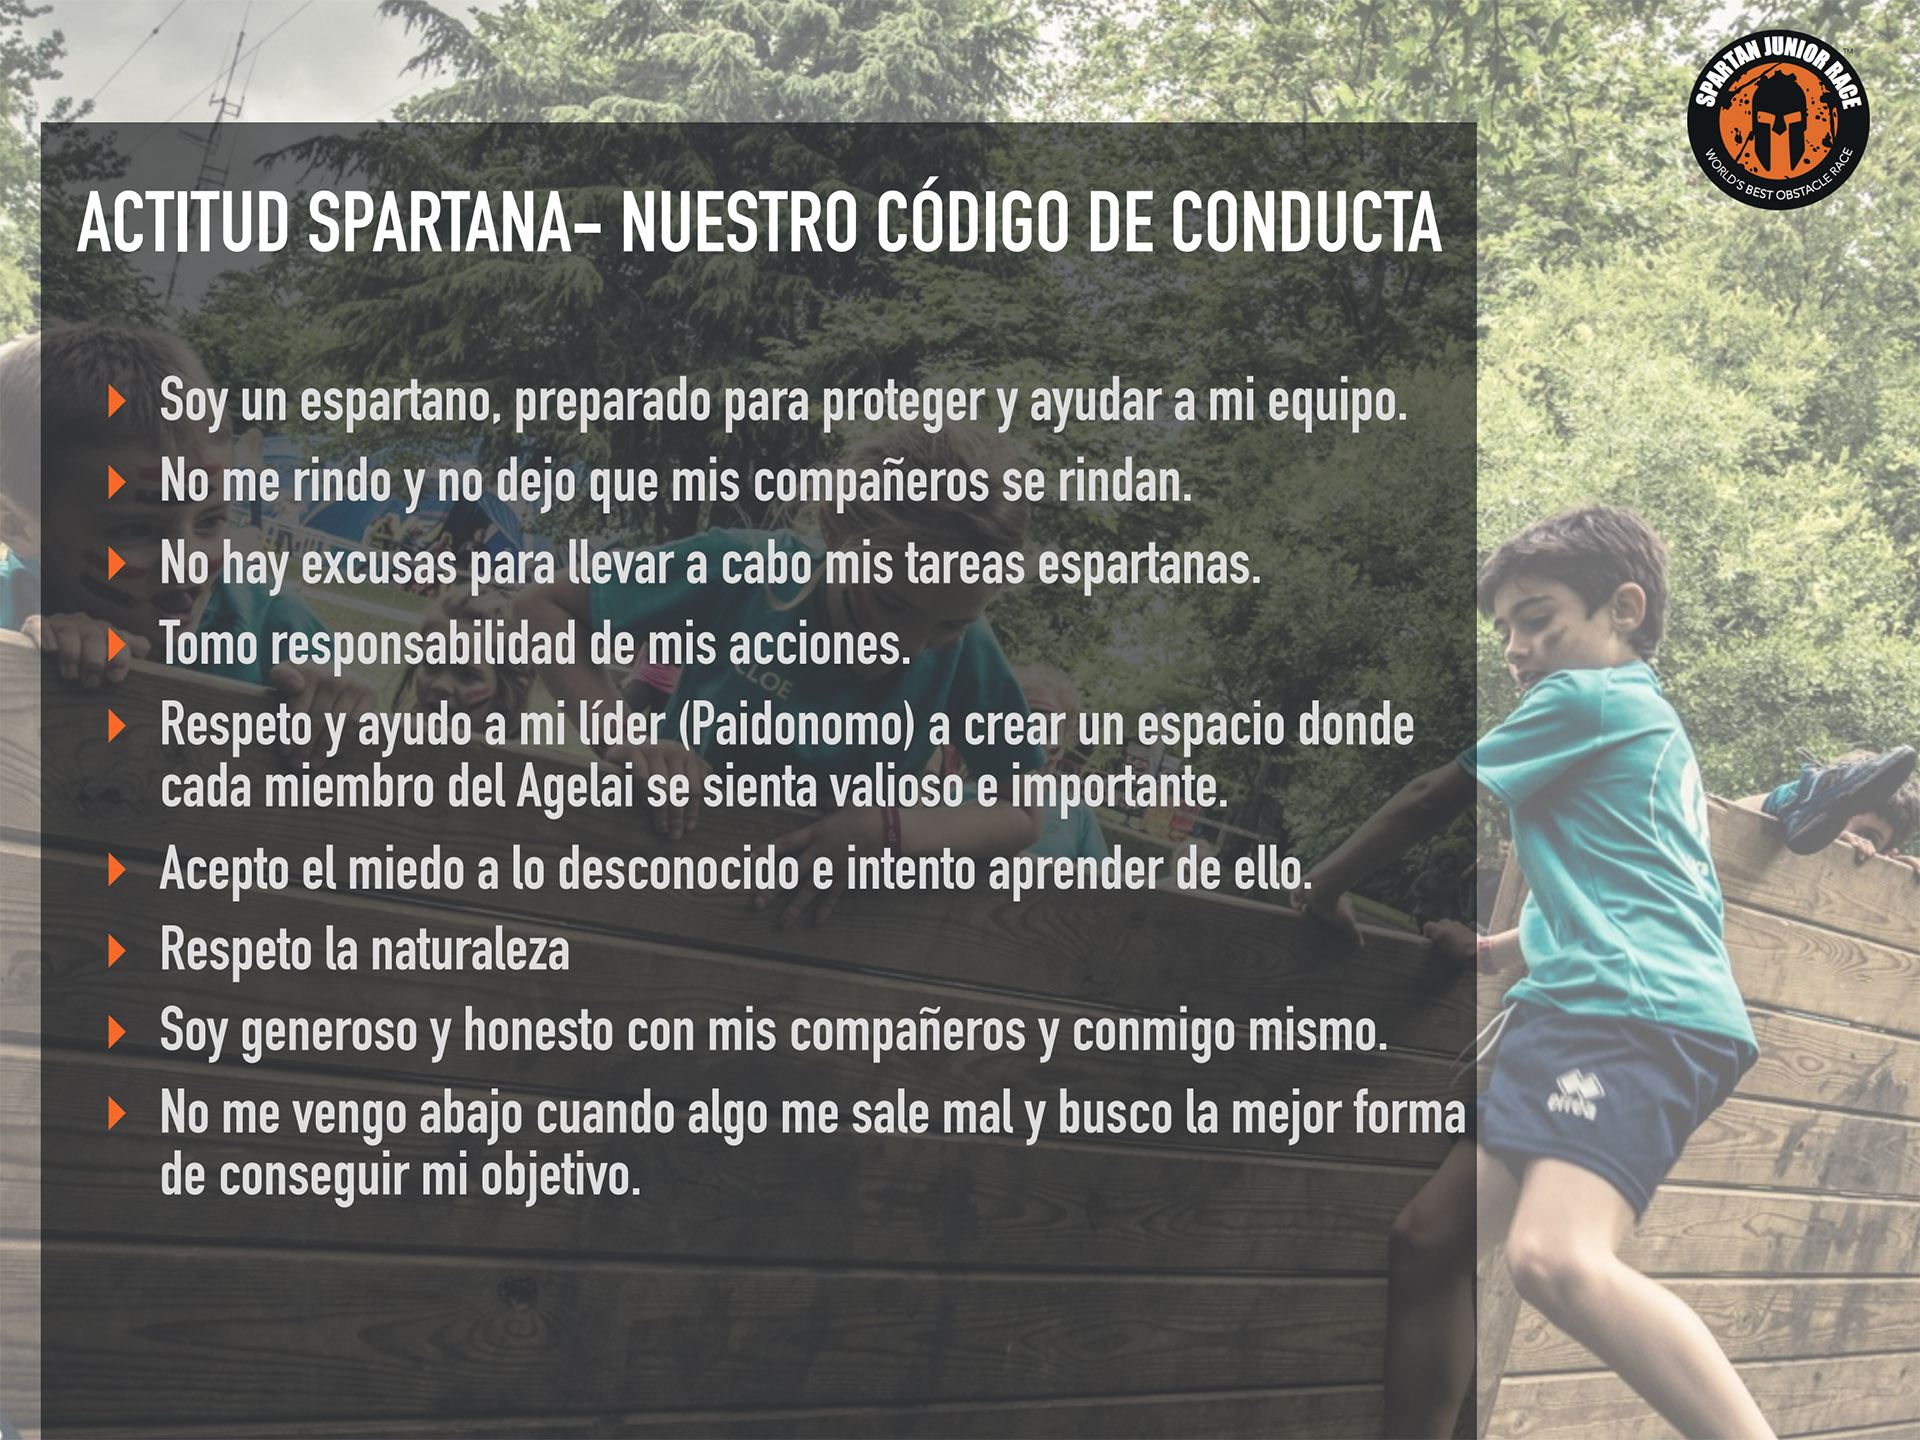 SPARTAN JUNIOR RACE™
WORLD'S BEST OBSTACLE RACE
ACTITUD SPARTANA– NUESTRO CÓDIGO DE CONDUCTA
Soy un espartano, preparado para proteger y ayudar a mi equipo.
No me rindo y no dejo que mis compañeros se rindan.
No hay excusas para llevar a cabo mis tareas espartanas.
Tomo responsabilidad de mis acciones.
Respeto y ayudo a mi líder (Paidonomo) a crear un espacio donde
cada miembro del Agelai se sienta valioso e importante.
Acepto el miedo a lo desconocido e intento aprender de ello.
Respeto la naturaleza
Soy generoso y honesto con mis compañeros y conmigo mismo.
No me vengo abajo cuando algo me sale mal y busco la mejor forma
de conseguir mi objetivo.
errea